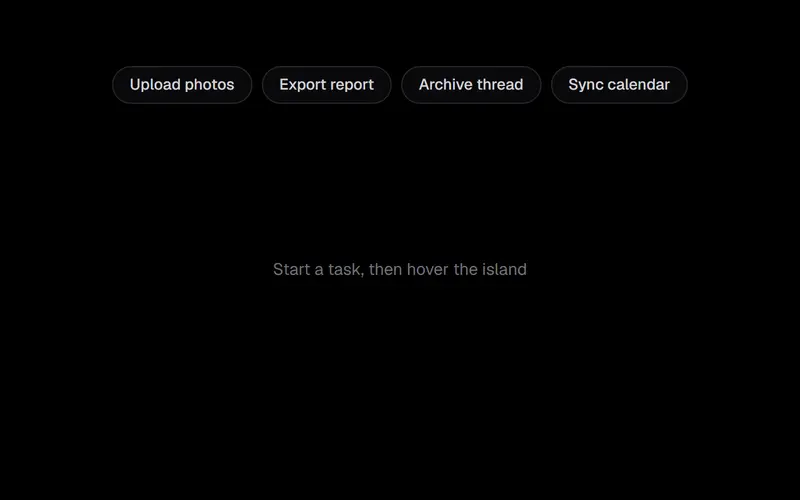 Upload photos
Export report
Archive thread
Sync calendar
Start a task, then hover the island